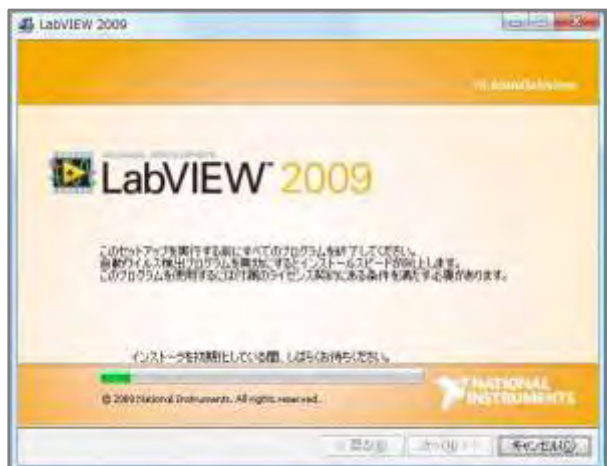 LabVIEW 2009
NATIONAL INSTRUMENTS
LabVIEW™ 2009
このセットアップを実行する前にすべてのプログラムを終了してください。
自動ウイルス検出プログラムを無効にするとインストールスピードが向上します。
このプログラムを使用するには付属のライセンス契約にある条件を満たす必要があります。
インストーラを初期化している間、しばらくお待ちください。
© 2009 National Instruments. All rights reserved.
NATIONAL
INSTRUMENTS
キャンセル(C)